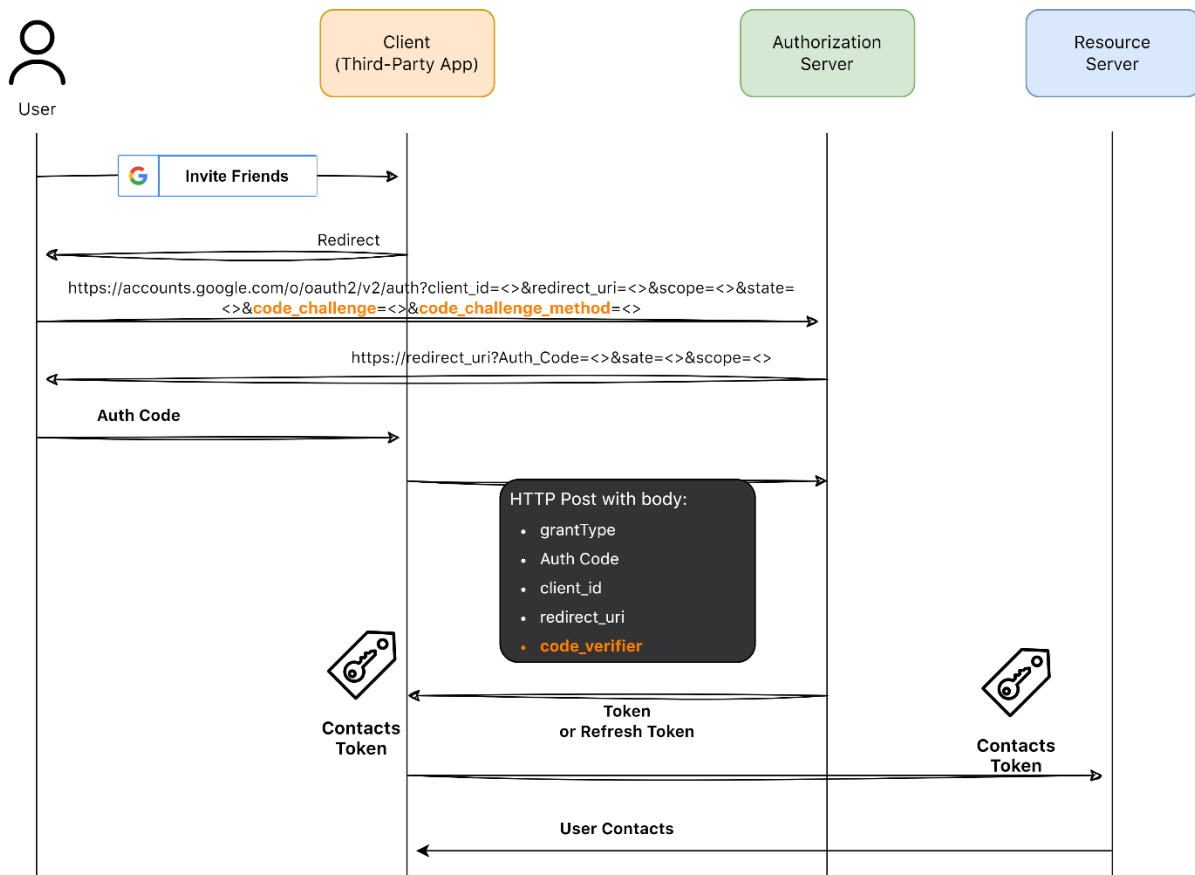 User
Client
(Third-Party App)
Authorization
Server
Resource
Server
G
Invite Friends
Redirect
https://accounts.google.com/o/oauth2/v2/auth?client_id=<>&redirect_uri=<>&scope=<>&state=
<>&code_challenge=<>&code_challenge_method=<>
https://redirect_uri?Auth_Code=<>&sate=<>&scope=<>
Auth Code
HTTP Post with body:
• grantType
• Auth Code
• client_id
• redirect_uri
• code_verifier
Contacts
Token
Token
or Refresh Token
Contacts
Token
User Contacts